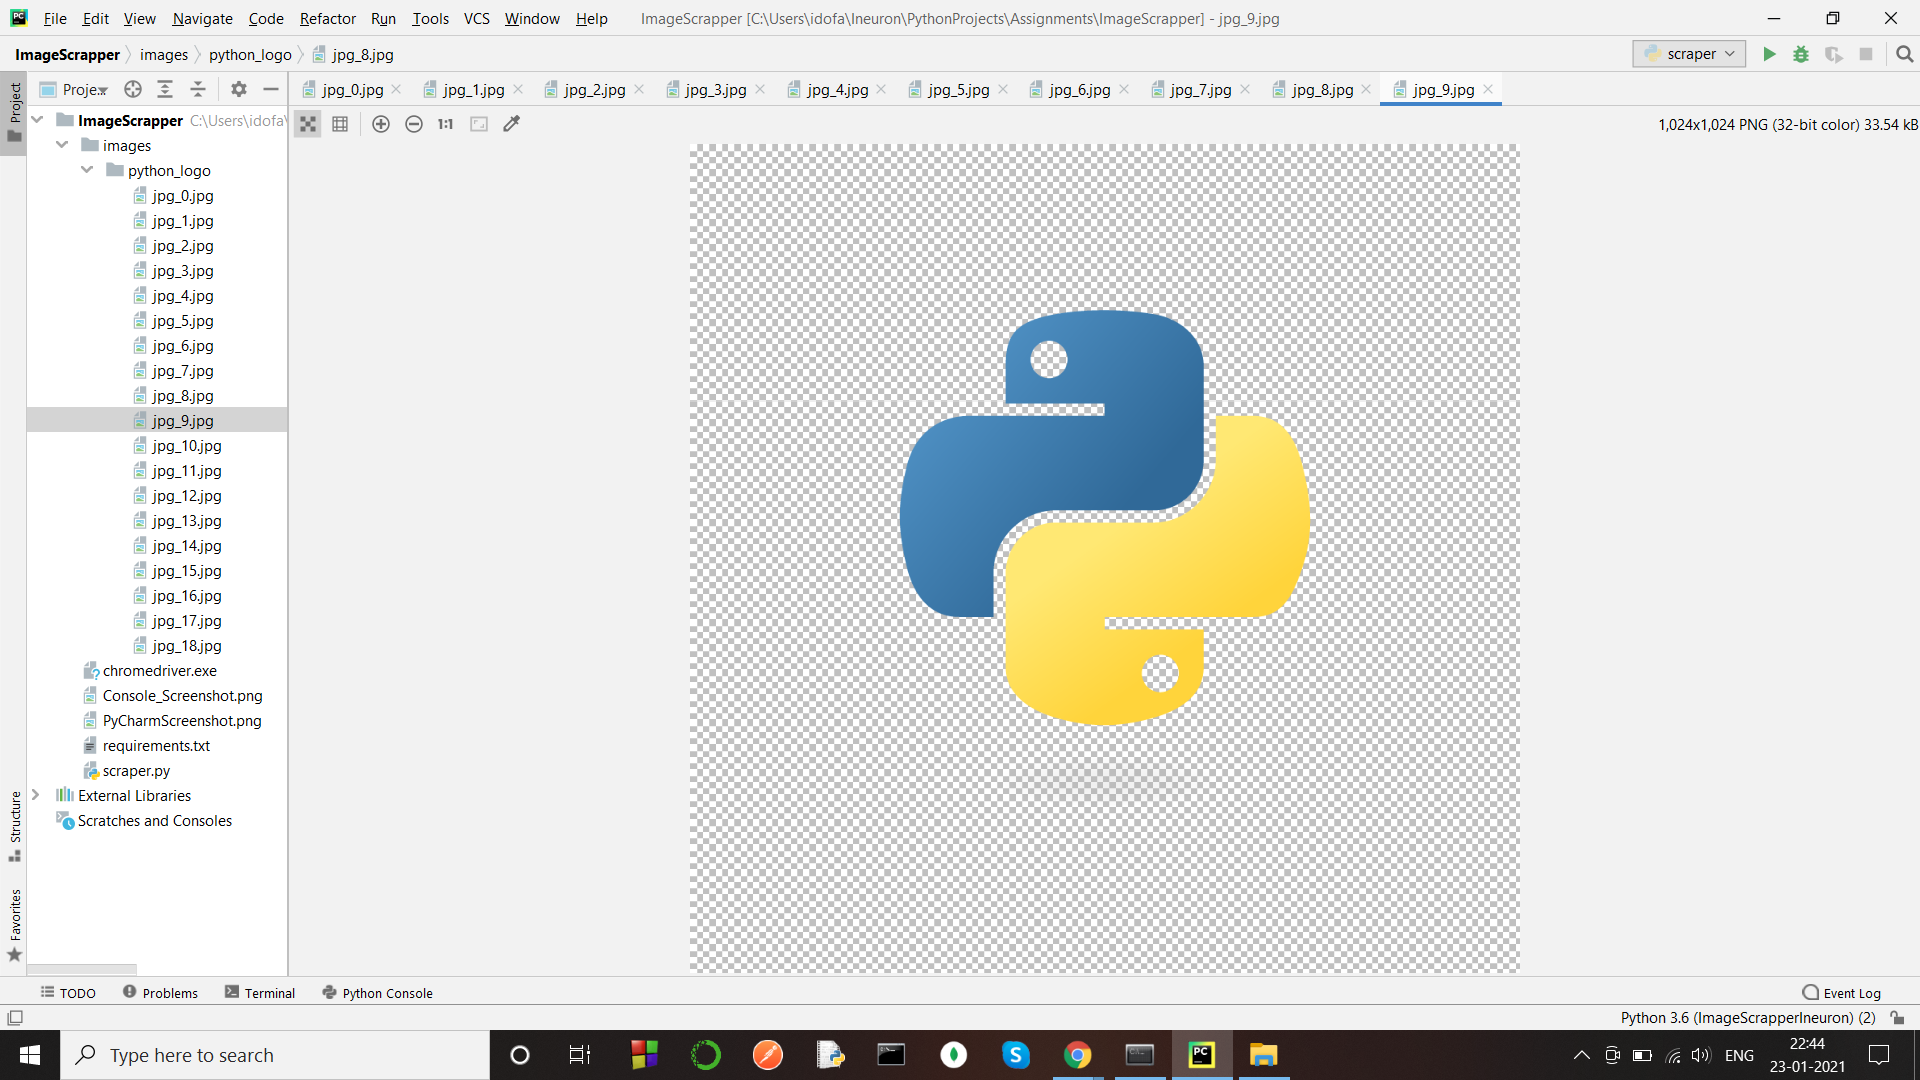 PC File Edit View Navigate Code Refactor Run Tools VCS Window Help ImageScrapper [C:\Users\idofa\Ineuron\PythonProjects\Assignments\ImageScrapper] - jpg_9.jpg
ImageScrapper images python_logo jpg_8.jpg scraper
Project
Proje... jpg_0.jpg jpg_1.jpg jpg_2.jpg jpg_3.jpg jpg_4.jpg jpg_5.jpg jpg_6.jpg jpg_7.jpg jpg_8.jpg jpg_9.jpg
1:1 1,024x1,024 PNG (32-bit color) 33.54 kB
ImageScrapper C:\Users\idofa\
images
python_logo
jpg_0.jpg
jpg_1.jpg
jpg_2.jpg
jpg_3.jpg
jpg_4.jpg
jpg_5.jpg
jpg_6.jpg
jpg_7.jpg
jpg_8.jpg
jpg_9.jpg
jpg_10.jpg
jpg_11.jpg
jpg_12.jpg
jpg_13.jpg
jpg_14.jpg
jpg_15.jpg
jpg_16.jpg
jpg_17.jpg
jpg_18.jpg
chromedriver.exe
Console_Screenshot.png
PyCharmScreenshot.png
requirements.txt
scraper.py
External Libraries
Scratches and Consoles
Structure
Favorites
TODO Problems Terminal Python Console Event Log
Python 3.6 (ImageScrapperIneuron) (2)
Type here to search
S
PC
ENG
22:44
23-01-2021